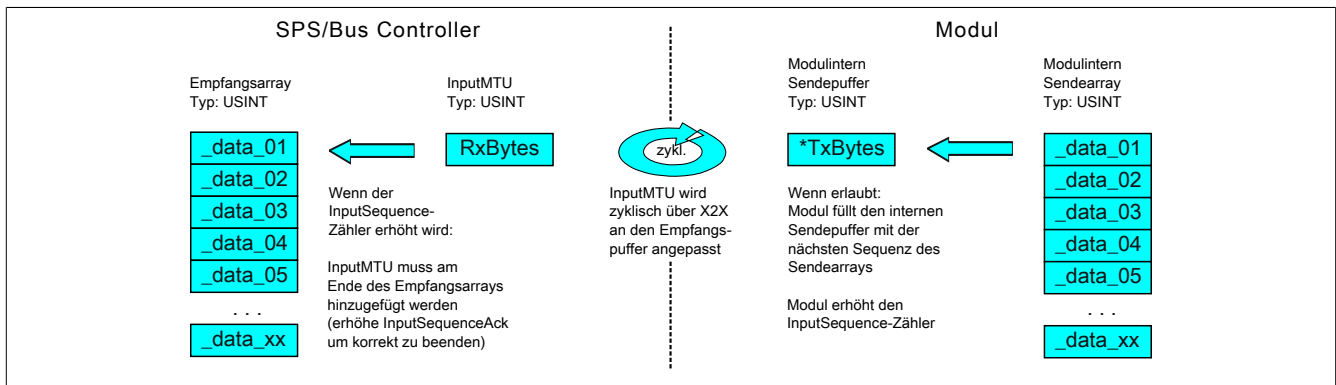 SPS/Bus Controller
Modul
Empfangsarray
Typ: USINT
InputMTU
Typ: USINT
Modulintern
Sendepuffer
Typ: USINT
Modulintern
Sendearray
Typ: USINT
_data_01
_data_02
_data_03
_data_04
_data_05
. . .
_data_xx
RxBytes
Wenn der
InputSequence-
Zähler erhöht wird:
InputMTU muss am
Ende des Empfangsarrays
hinzugefügt werden
(erhöhe InputSequenceAck
um korrekt zu beenden)
zykl.
InputMTU wird
zyklisch über X2X
an den Empfangs-
puffer angepasst
*TxBytes
Wenn erlaubt:
Modul füllt den internen
Sendepuffer mit der
nächsten Sequenz des
Sendearrays
Modul erhöht den
InputSequence-Zähler
_data_01
_data_02
_data_03
_data_04
_data_05
. . .
_data_xx